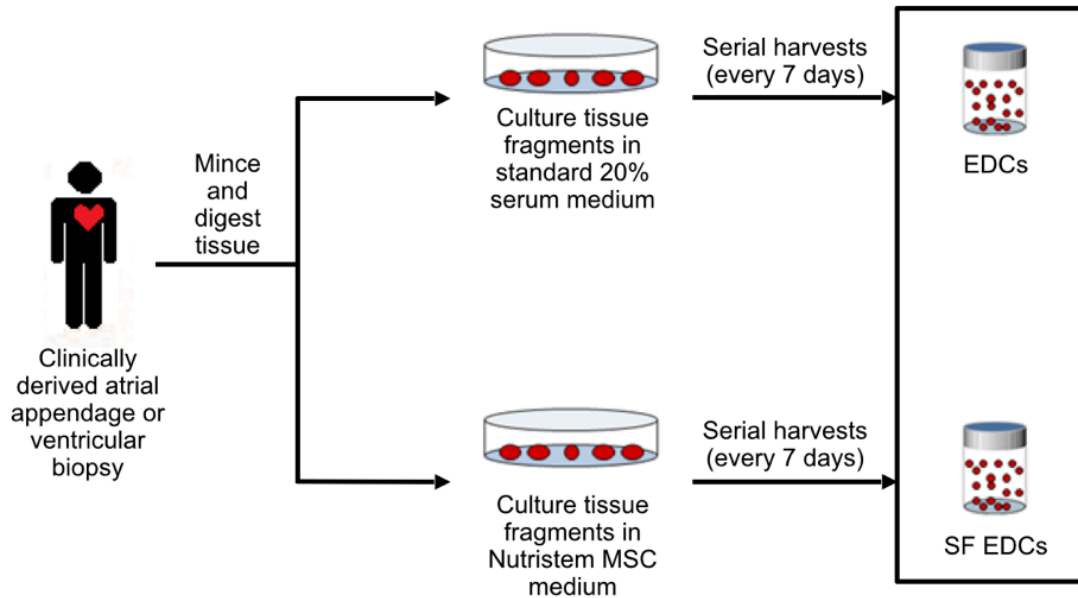 Clinically
derived atrial
appendage or
ventricular
biopsy
Mince
and
digest
tissue
Culture tissue
fragments in
standard 20%
serum medium
Serial harvests
(every 7 days)
EDCs
Culture tissue
fragments in
Nutristem MSC
medium
Serial harvests
(every 7 days)
SF EDCs